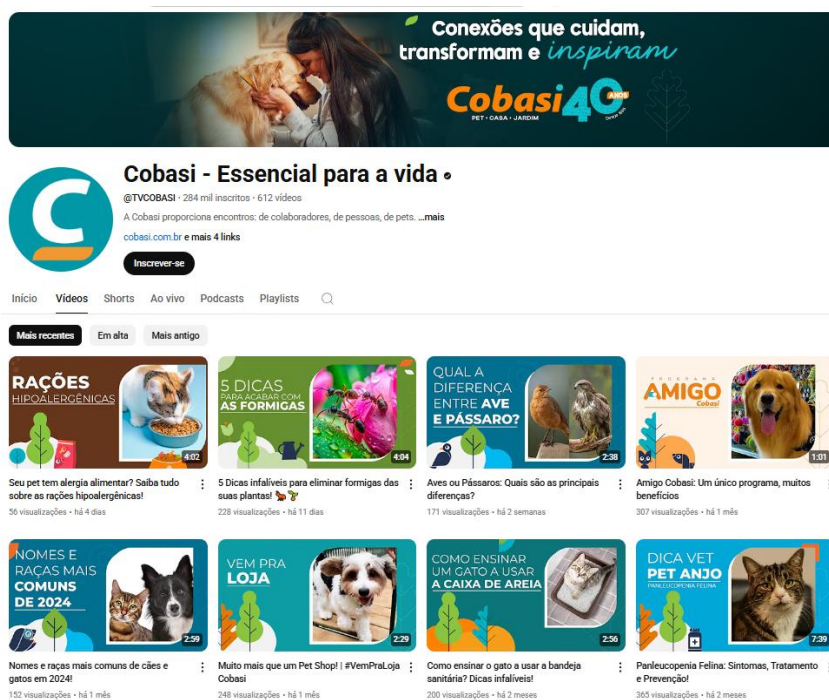 Conexões que cuidam,
transformam e inspiram
Cobasi 40 ANOS
PET • CASA • JARDIM
Cobasi - Essencial para a vida
@TVCOBASI • 284 mil inscritos • 612 vídeos
A Cobasi proporciona encontros: de colaboradores, de pessoas, de pets. ...mais
cobasi.com.br e mais 4 links
Inscrever-se
Início Vídeos Shorts Ao vivo Podcasts Playlists
Mais recentes Em alta Mais antigo
RAÇÕES
HIPOALERGÊNICAS
4:02
5 DICAS
PARA ACABAR COM
AS FORMIGAS
4:04
QUAL A
DIFERENÇA
ENTRE AVE
E PÁSSARO?
2:38
PROGRAMA
AMIGO
Cobasi
1:01
Seu pet tem alergia alimentar? Saiba tudo
sobre as rações hipoalergênicas!
56 visualizações • há 4 dias
5 Dicas infalíveis para eliminar formigas das
suas plantas!
228 visualizações • há 11 dias
Aves ou Pássaros: Quais são as principais
diferenças?
171 visualizações • há 2 semanas
Amigo Cobasi: Um único programa, muitos
benefícios
307 visualizações • há 1 mês
NOMES E
RAÇAS MAIS
COMUNS
DE 2024
2:59
VEM PRA
LOJA
2:29
COMO ENSINAR
UM GATO A USAR
A CAIXA DE AREIA
2:56
DICA VET
PET ANJO
PANLEUCOPENIA FELINA
7:39
Nomes e raças mais comuns de cães e
gatos em 2024!
152 visualizações • há 1 mês
Muito mais que um Pet Shop! | #VemPraLoja
Cobasi
248 visualizações • há 1 mês
Como ensinar o gato a usar a bandeja
sanitária? Dicas infalíveis!
200 visualizações • há 2 meses
Panleucopenia Felina: Sintomas, Tratamento
e Prevenção!
365 visualizações • há 2 meses